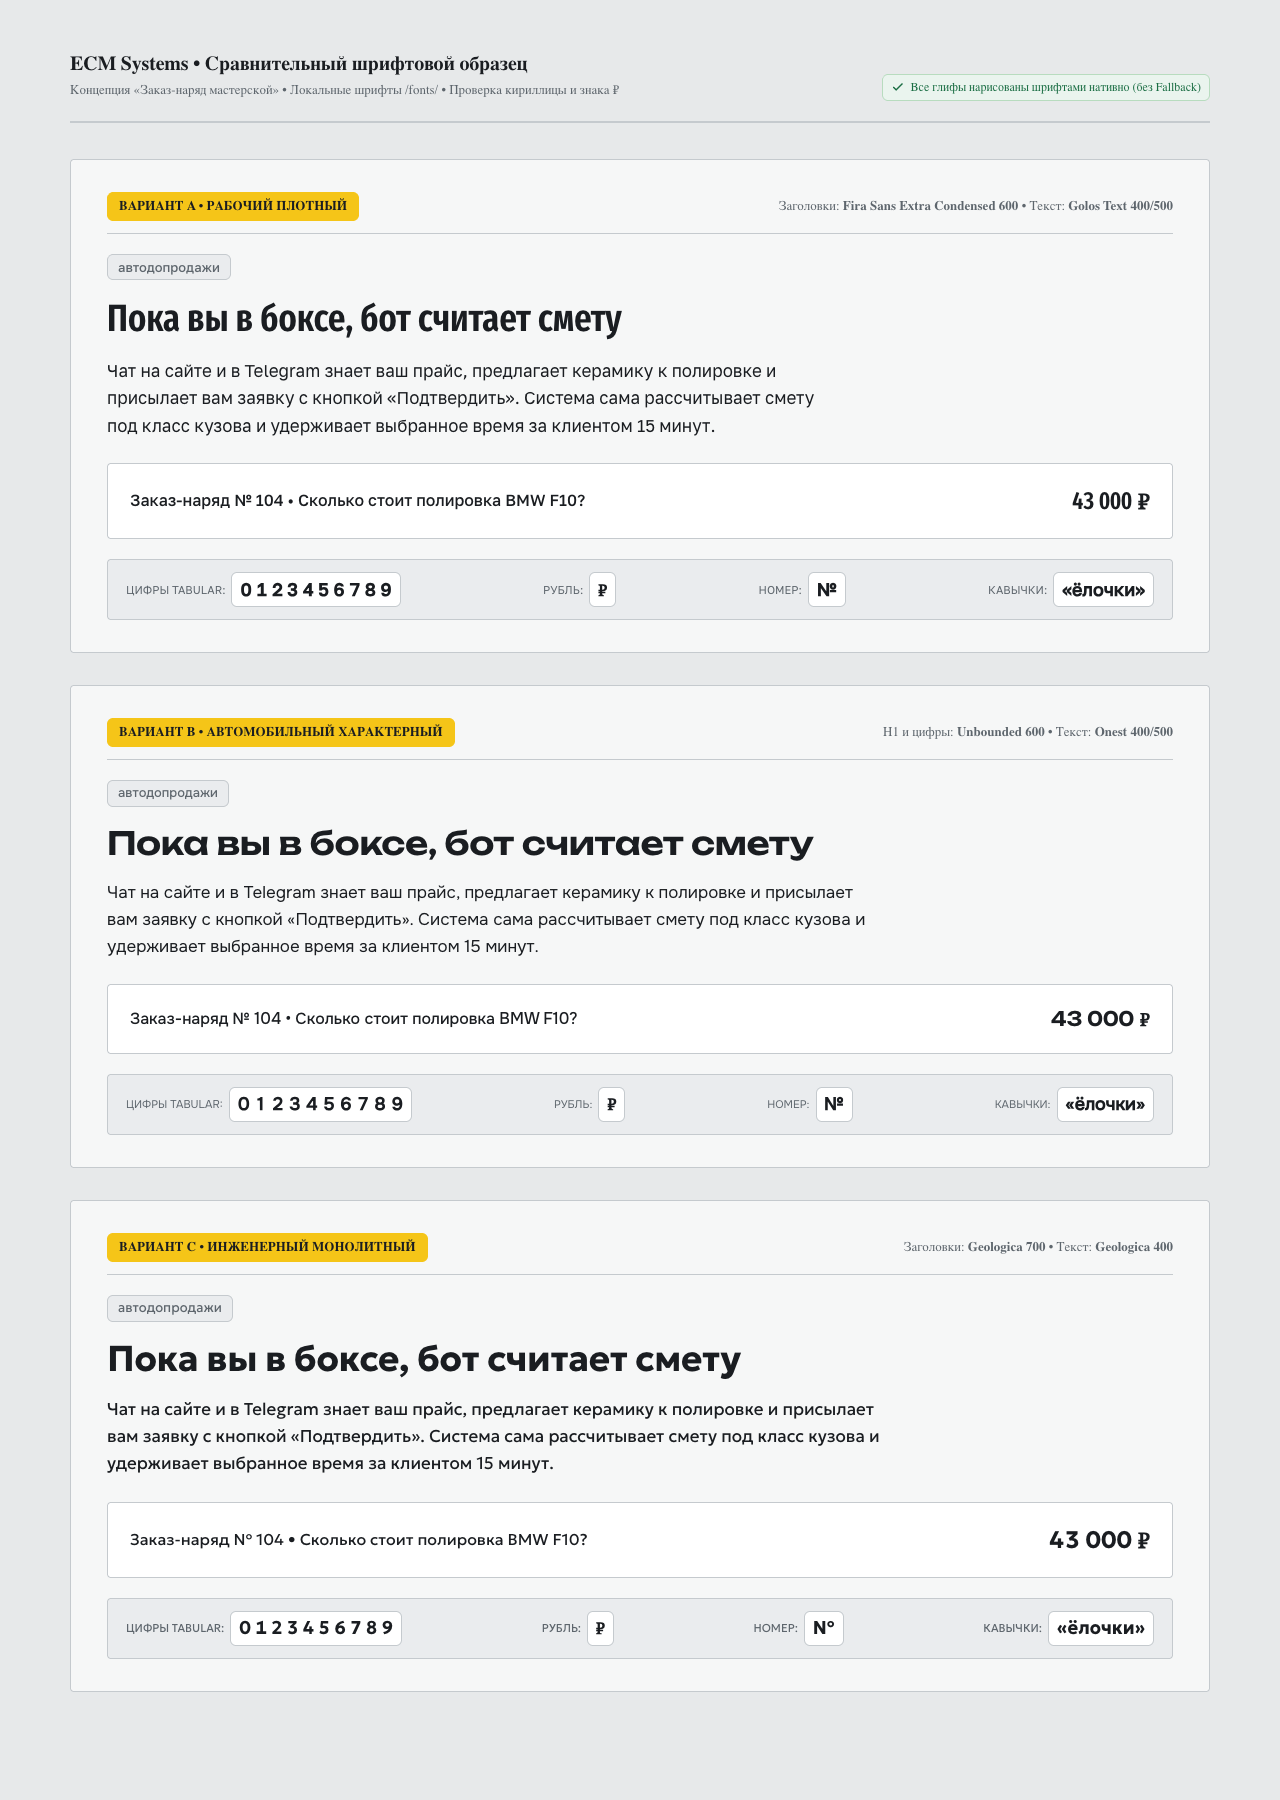 ECM Systems • Сравнительный шрифтовой образец
Концепция «Заказ-наряд мастерской» • Локальные шрифты /fonts/ • Проверка кириллицы и знака ₽
Все глифы нарисованы шрифтами нативно (без Fallback)
ВАРИАНТ A • РАБОЧИЙ ПЛОТНЫЙ
Заголовки: Fira Sans Extra Condensed 600 • Текст: Golos Text 400/500
автодопродажи
Пока вы в боксе, бот считает смету
Чат на сайте и в Telegram знает ваш прайс, предлагает керамику к полировке и
присылает вам заявку с кнопкой «Подтвердить». Система сама рассчитывает смету
под класс кузова и удерживает выбранное время за клиентом 15 минут.
Заказ-наряд № 104 • Сколько стоит полировка BMW F10?
43 000 ₽
ЦИФРЫ TABULAR: 0 1 2 3 4 5 6 7 8 9
РУБЛЬ: ₽
НОМЕР: №
КАВЫЧКИ: «ёлочки»
ВАРИАНТ B • АВТОМОБИЛЬНЫЙ ХАРАКТЕРНЫЙ
H1 и цифры: Unbounded 600 • Текст: Onest 400/500
автодопродажи
Пока вы в боксе, бот считает смету
Чат на сайте и в Telegram знает ваш прайс, предлагает керамику к полировке и присылает
вам заявку с кнопкой «Подтвердить». Система сама рассчитывает смету под класс кузова и
удерживает выбранное время за клиентом 15 минут.
Заказ-наряд № 104 • Сколько стоит полировка BMW F10?
43 000 ₽
ЦИФРЫ TABULAR: 0 1 2 3 4 5 6 7 8 9
РУБЛЬ: ₽
НОМЕР: №
КАВЫЧКИ: «ёлочки»
ВАРИАНТ C • ИНЖЕНЕРНЫЙ МОНОЛИТНЫЙ
Заголовки: Geologica 700 • Текст: Geologica 400
автодопродажи
Пока вы в боксе, бот считает смету
Чат на сайте и в Telegram знает ваш прайс, предлагает керамику к полировке и присылает
вам заявку с кнопкой «Подтвердить». Система сама рассчитывает смету под класс кузова и
удерживает выбранное время за клиентом 15 минут.
Заказ-наряд № 104 • Сколько стоит полировка BMW F10?
43 000 ₽
ЦИФРЫ TABULAR: 0 1 2 3 4 5 6 7 8 9
РУБЛЬ: ₽
НОМЕР: №
КАВЫЧКИ: «ёлочки»